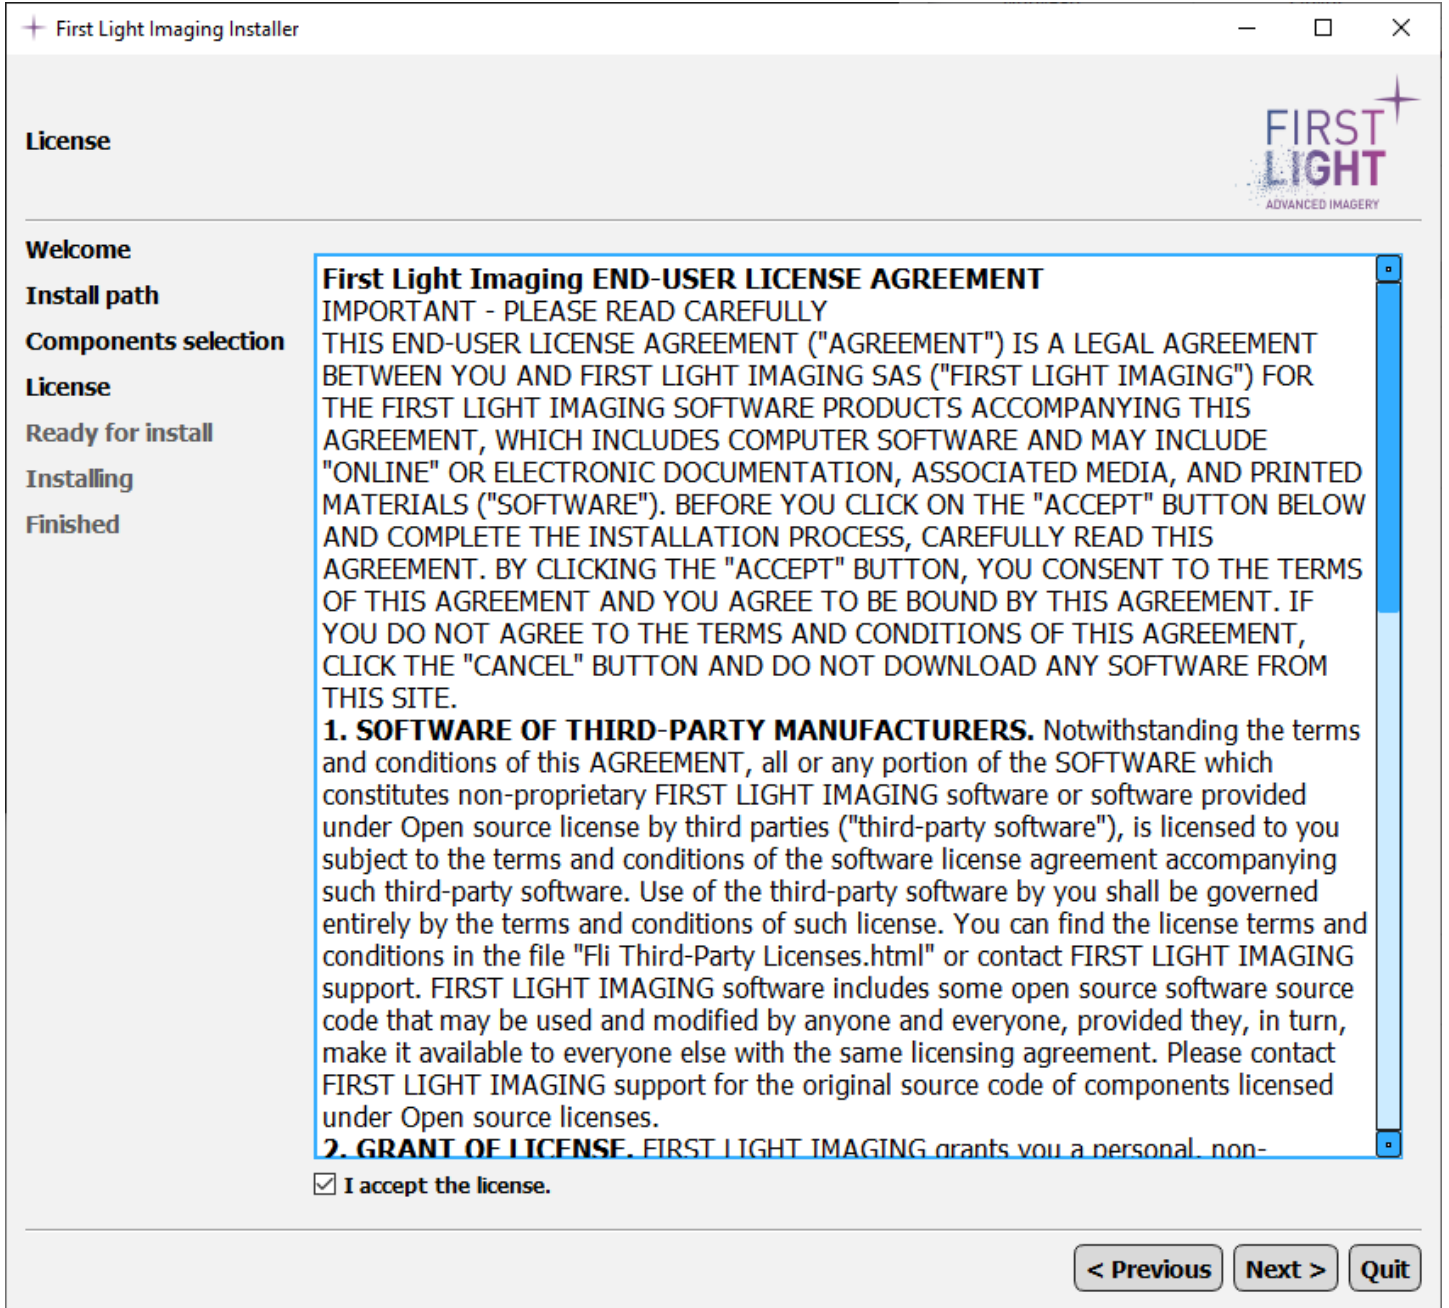 First Light Imaging Installer
License
FIRST
LIGHT
ADVANCED IMAGERY
Welcome
Install path
Components selection
License
Ready for install
Installing
Finished
First Light Imaging END-USER LICENSE AGREEMENT
IMPORTANT - PLEASE READ CAREFULLY
THIS END-USER LICENSE AGREEMENT ("AGREEMENT") IS A LEGAL AGREEMENT
BETWEEN YOU AND FIRST LIGHT IMAGING SAS ("FIRST LIGHT IMAGING") FOR
THE FIRST LIGHT IMAGING SOFTWARE PRODUCTS ACCOMPANYING THIS
AGREEMENT, WHICH INCLUDES COMPUTER SOFTWARE AND MAY INCLUDE
"ONLINE" OR ELECTRONIC DOCUMENTATION, ASSOCIATED MEDIA, AND PRINTED
MATERIALS ("SOFTWARE"). BEFORE YOU CLICK ON THE "ACCEPT" BUTTON BELOW
AND COMPLETE THE INSTALLATION PROCESS, CAREFULLY READ THIS
AGREEMENT. BY CLICKING THE "ACCEPT" BUTTON, YOU CONSENT TO THE TERMS
OF THIS AGREEMENT AND YOU AGREE TO BE BOUND BY THIS AGREEMENT. IF
YOU DO NOT AGREE TO THE TERMS AND CONDITIONS OF THIS AGREEMENT,
CLICK THE "CANCEL" BUTTON AND DO NOT DOWNLOAD ANY SOFTWARE FROM
THIS SITE.
1. SOFTWARE OF THIRD-PARTY MANUFACTURERS. Notwithstanding the terms
and conditions of this AGREEMENT, all or any portion of the SOFTWARE which
constitutes non-proprietary FIRST LIGHT IMAGING software or software provided
under Open source license by third parties ("third-party software"), is licensed to you
subject to the terms and conditions of the software license agreement accompanying
such third-party software. Use of the third-party software by you shall be governed
entirely by the terms and conditions of such license. You can find the license terms and
conditions in the file "Fli Third-Party Licenses.html" or contact FIRST LIGHT IMAGING
support. FIRST LIGHT IMAGING software includes some open source software source
code that may be used and modified by anyone and everyone, provided they, in turn,
make it available to everyone else with the same licensing agreement. Please contact
FIRST LIGHT IMAGING support for the original source code of components licensed
under Open source licenses.
2. GRANT OF LICENSE. FIRST LIGHT IMAGING grants you a personal, non-
I accept the license.
< Previous
Next >
Quit